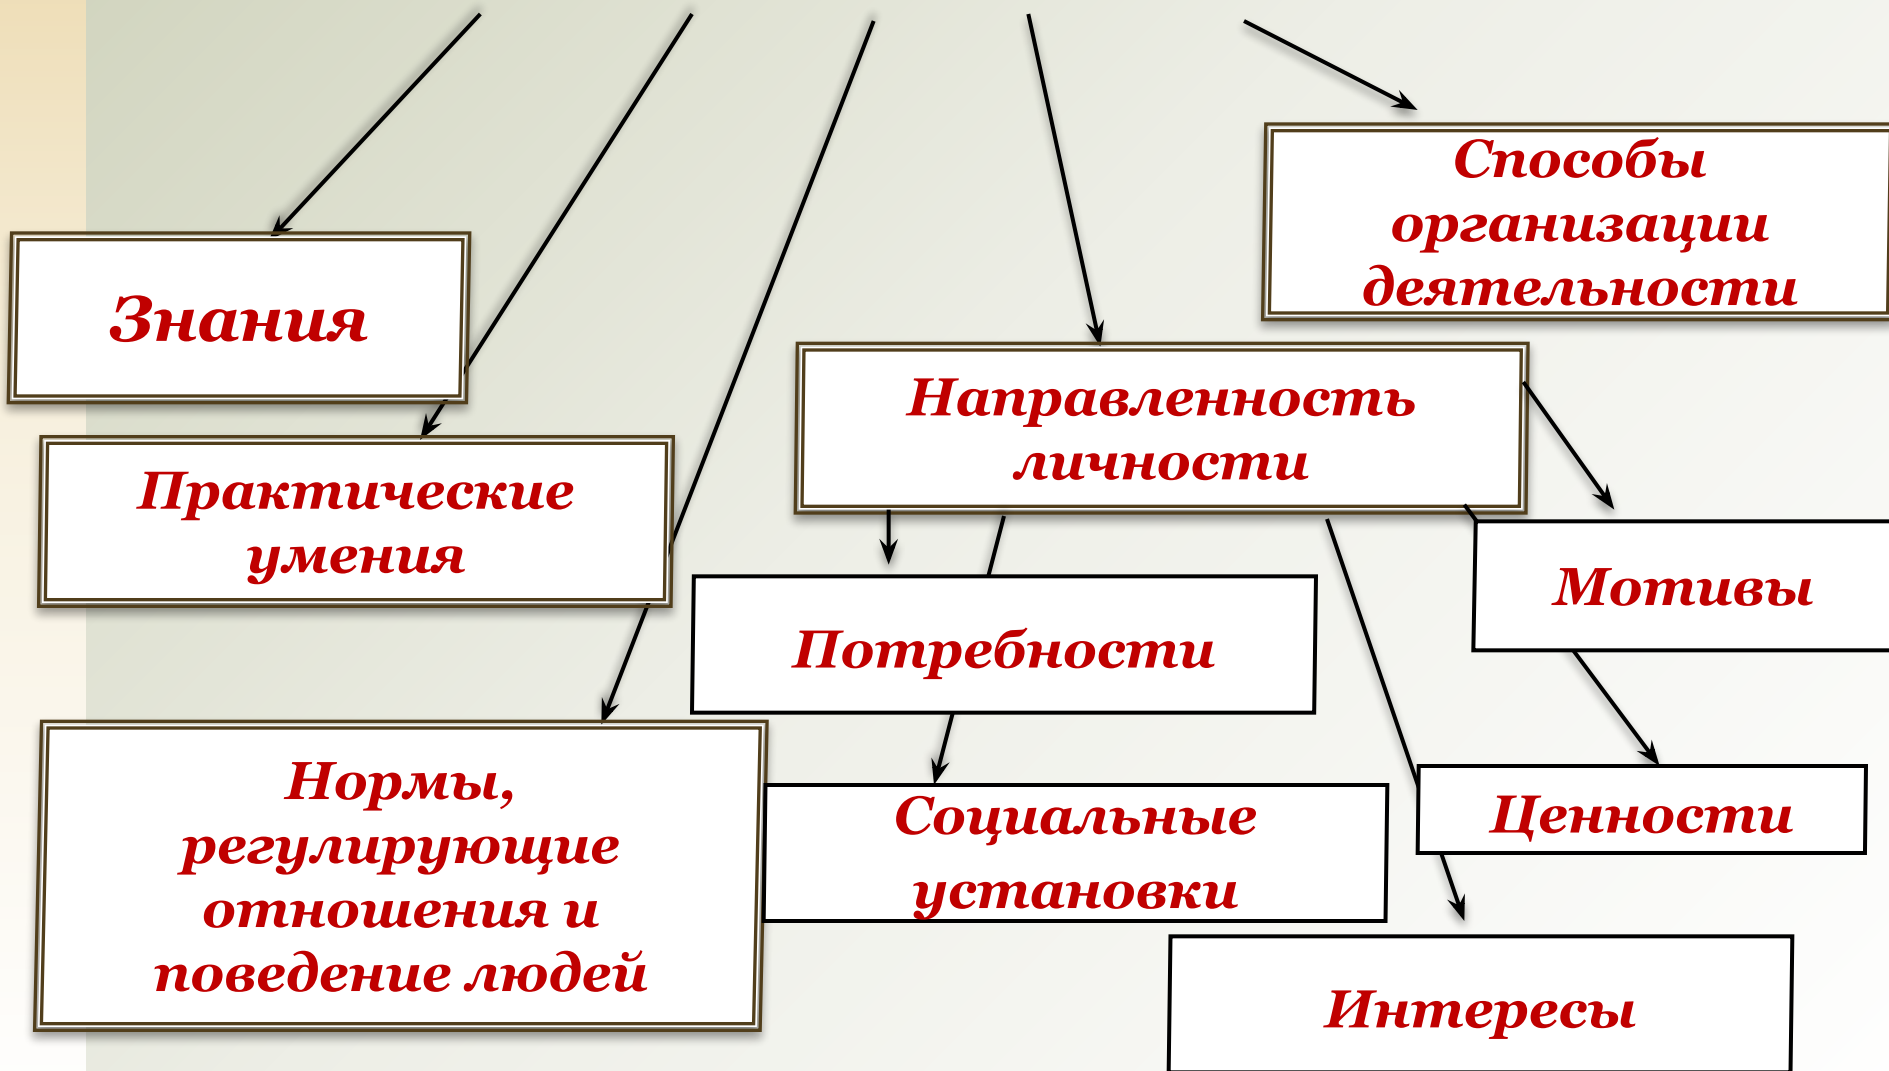 Способы
организации
деятельности
Знания
Направленность
личности
Практические
умения
Мотивы
Потребности
Нормы,
регулирующие
отношения и
поведение людей
Социальные
установки
Ценности
Интересы